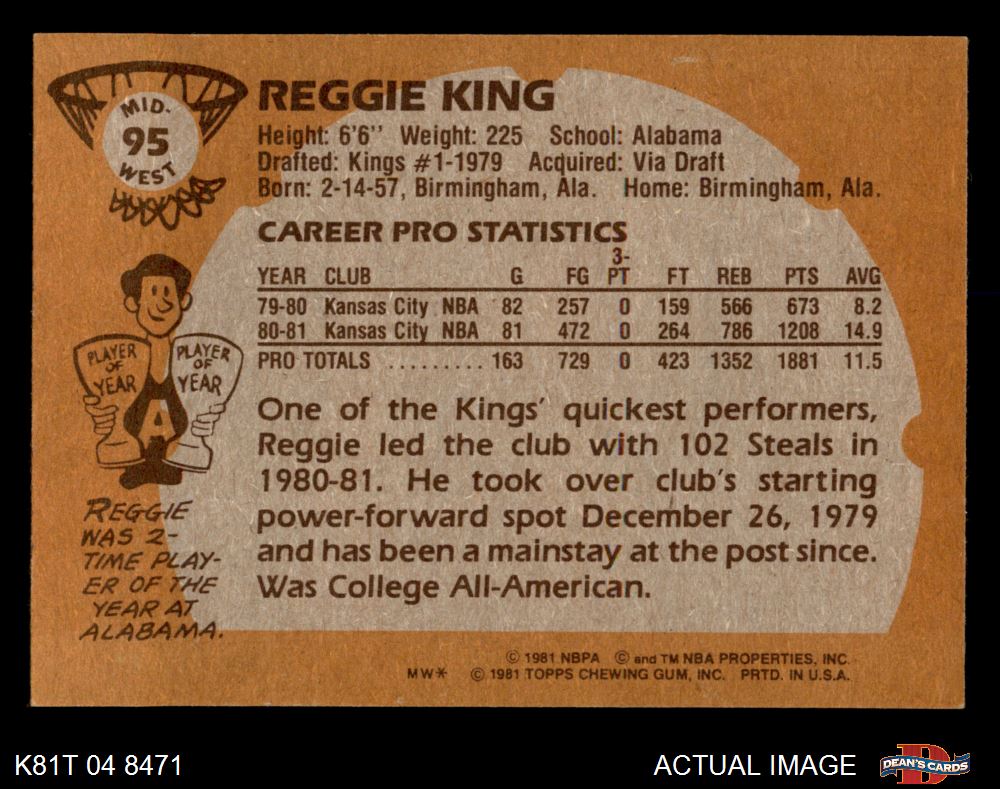 MID-
95
WEST
REGGIE KING
Height: 6'6'' Weight: 225 School: Alabama
Drafted: Kings #1-1979 Acquired: Via Draft
Born: 2-14-57, Birmingham, Ala. Home: Birmingham, Ala.
CAREER PRO STATISTICS
YEAR CLUB G FG 3-PT FT REB PTS AVG
79-80 Kansas City NBA 82 257 0 159 566 673 8.2
80-81 Kansas City NBA 81 472 0 264 786 1208 14.9
PRO TOTALS ......... 163 729 0 423 1352 1881 11.5
PLAYER
OF
YEAR
PLAYER
OF
YEAR
A
REGGIE
WAS 2-
TIME PLAY-
ER OF THE
YEAR AT
ALABAMA.
One of the Kings' quickest performers,
Reggie led the club with 102 Steals in
1980-81. He took over club's starting
power-forward spot December 26, 1979
and has been a mainstay at the post since.
Was College All-American.
© 1981 NBPA © and TM NBA PROPERTIES, INC.
MW* © 1981 TOPPS CHEWING GUM, INC. PRTD. IN U.S.A.
K81T 04 8471
ACTUAL IMAGE
D
DEAN'S CARDS